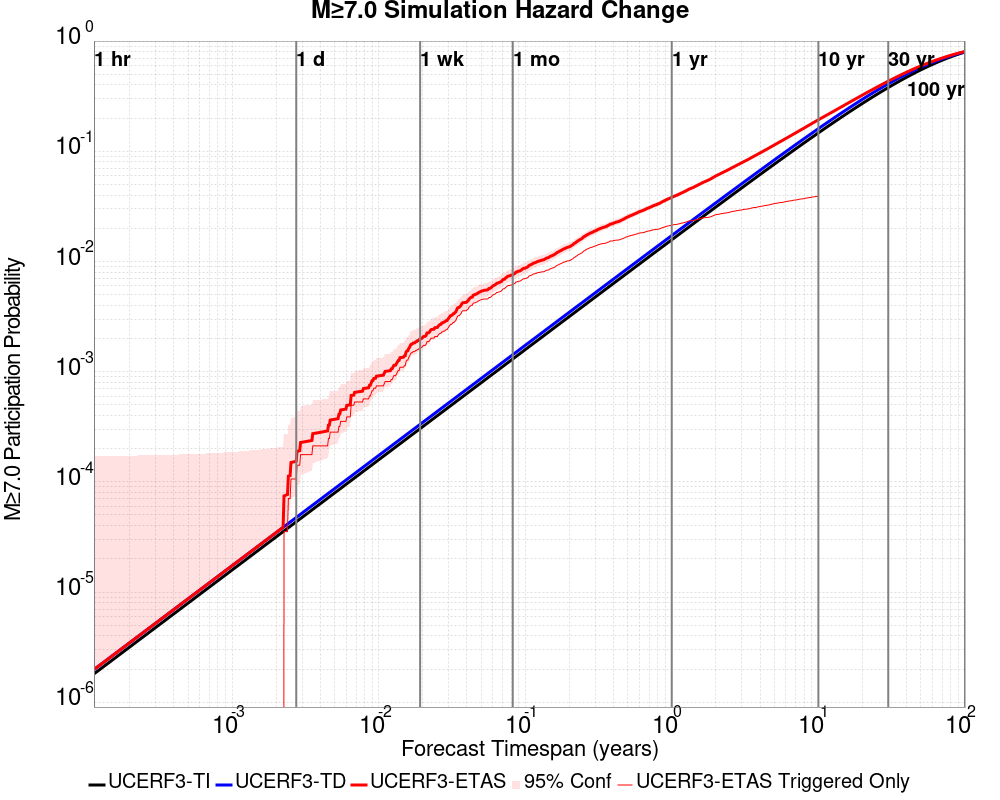 M≥7.0 Simulation Hazard Change
10^0
10^-1
10^-2
10^-3
10^-4
10^-5
10^-6
M≥7.0 Participation Probability
1 hr
1 d
1 wk
1 mo
1 yr
10 yr
30 yr
100 yr
10^-3
10^-2
10^-1
10^0
10^1
10^2
Forecast Timespan (years)
UCERF3-TI UCERF3-TD UCERF3-ETAS 95% Conf UCERF3-ETAS Triggered Only